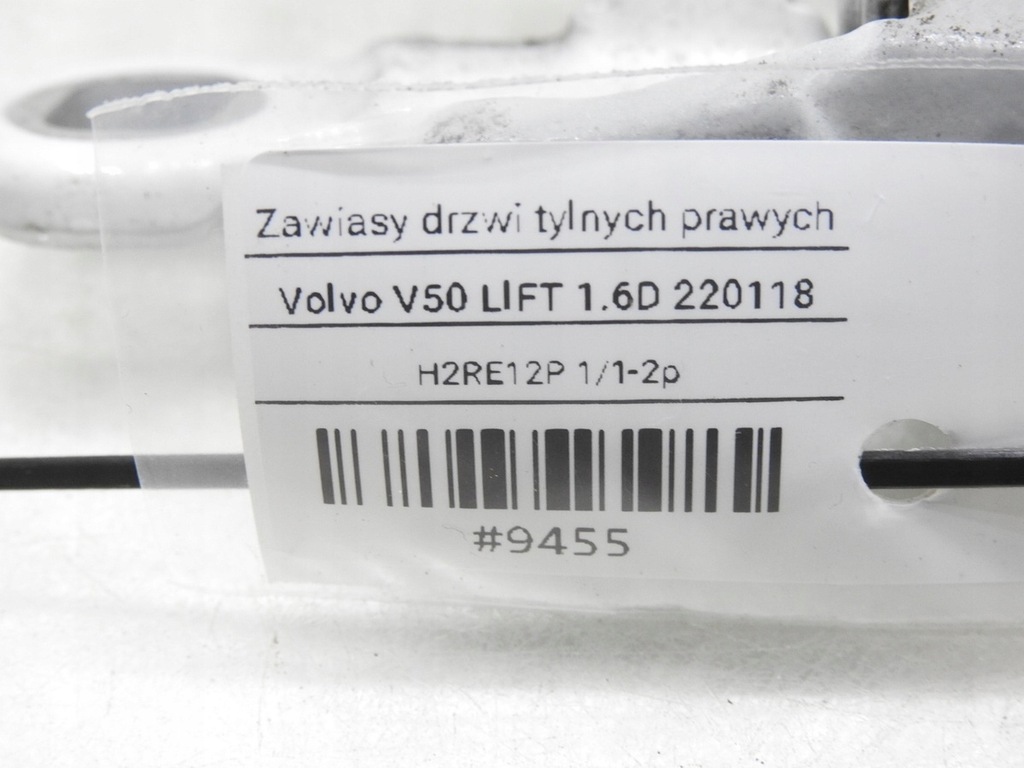 Zawiasy drzwi tylnych prawych
Volvo V50 LIFT 1.6D 220118
H2RE12P 1/1-2p
#9455